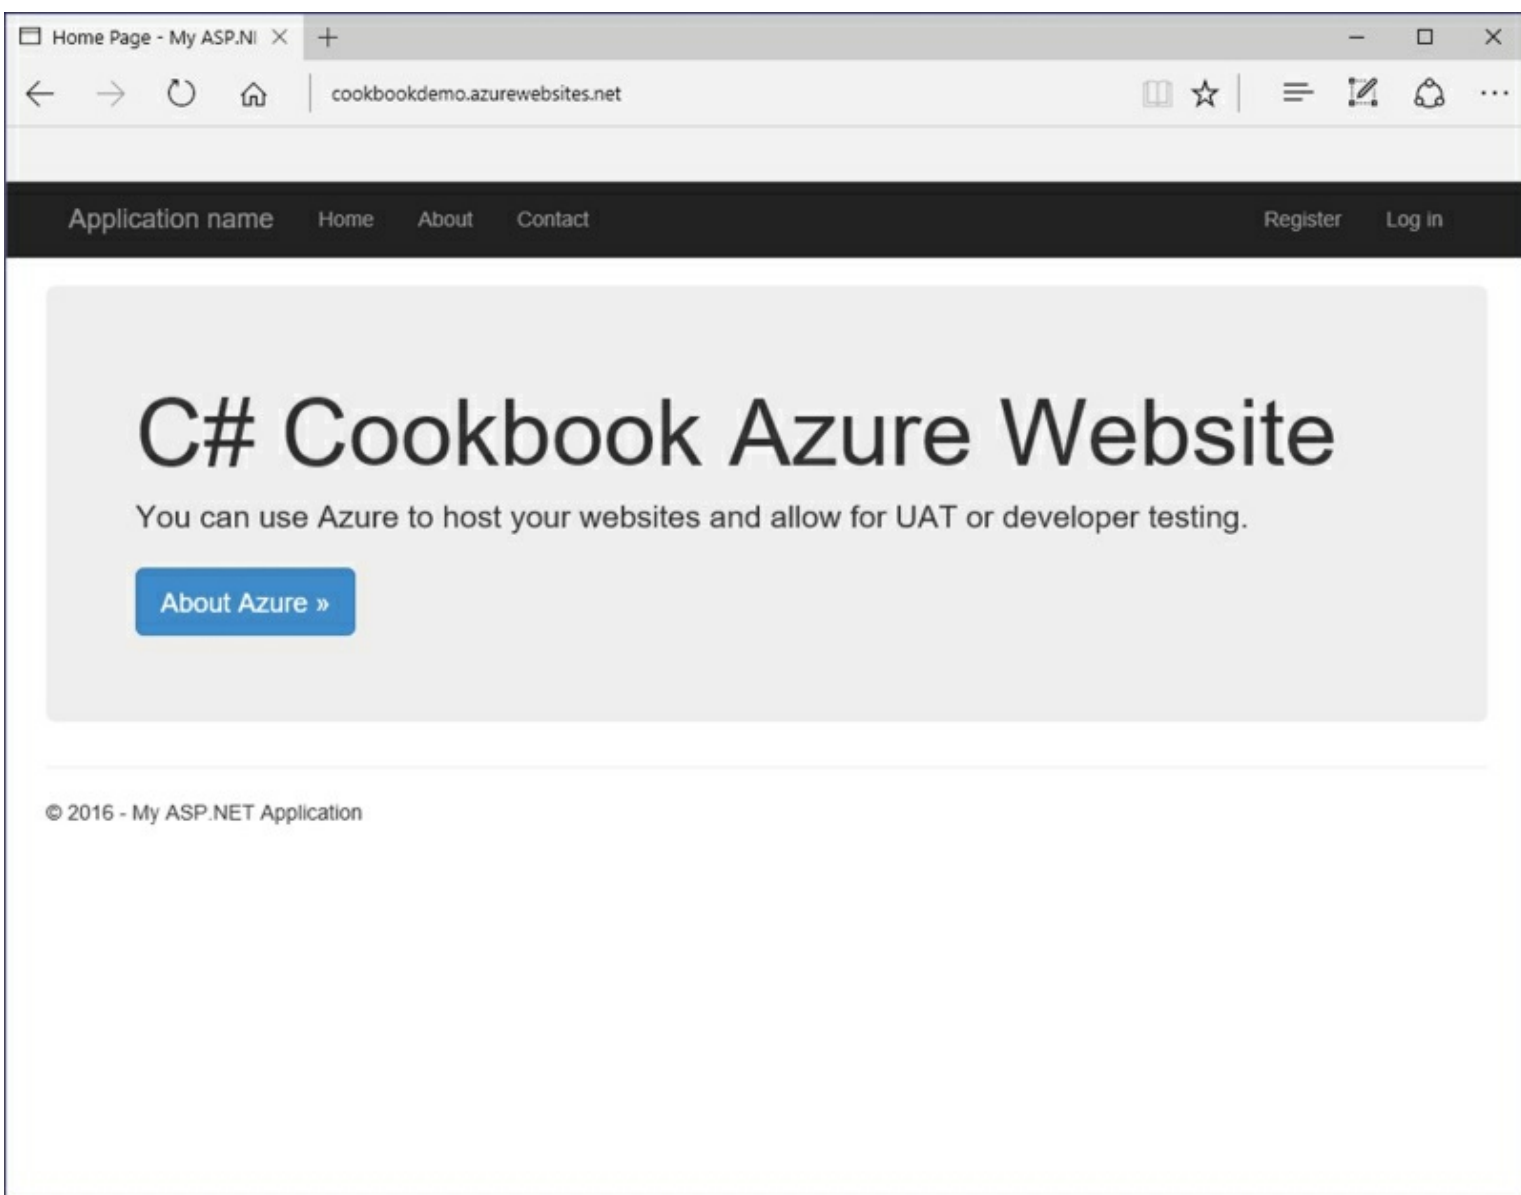 Home Page - My ASP.NI
cookbookdemo.azurewebsites.net
Application name Home About Contact Register Log in
C# Cookbook Azure Website
You can use Azure to host your websites and allow for UAT or developer testing.
About Azure »
© 2016 - My ASP.NET Application